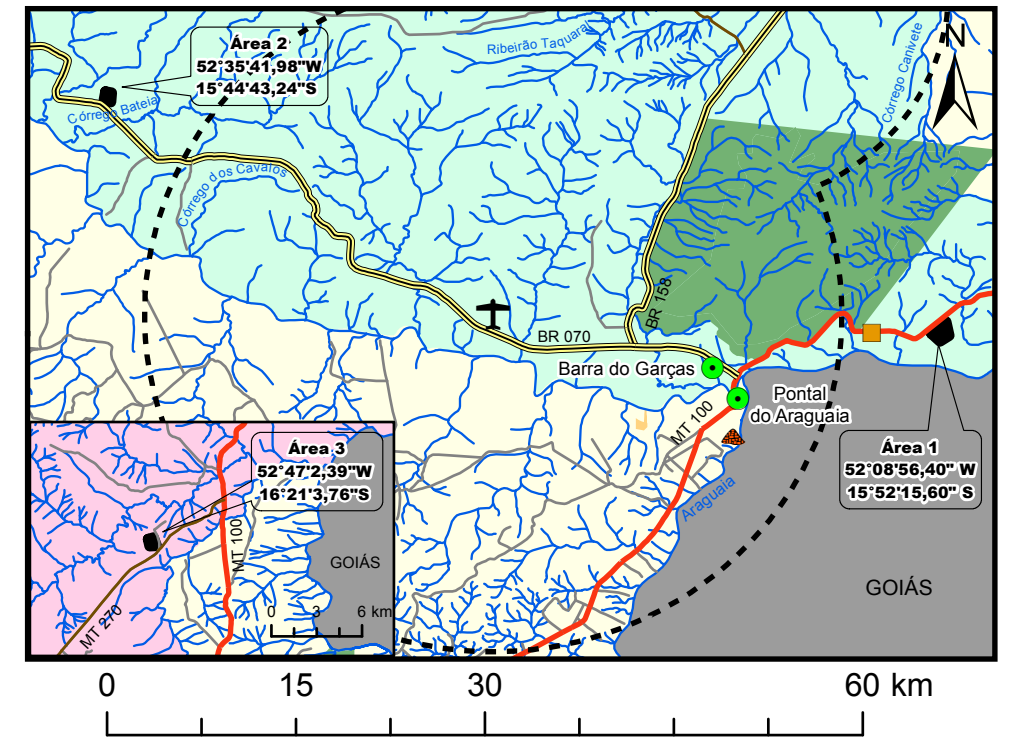 Área 2
52°35'41,98"W
15°44'43,24"S
Ribeirão Taquaral
Córrego Canivete
N
Córrego Bateia
Córrego dos Cavalos
BR 158
BR 070
Barra do Garças
Pontal
do Araguaia
MT 100
Área 1
52°08'56,40" W
15°52'15,60" S
Araguaia
GOIÁS
Área 3
52°47'2,39"W
16°21'3,76"S
MT 100
GOIÁS
MT 270
0 3 6 km
0 15 30 60 km